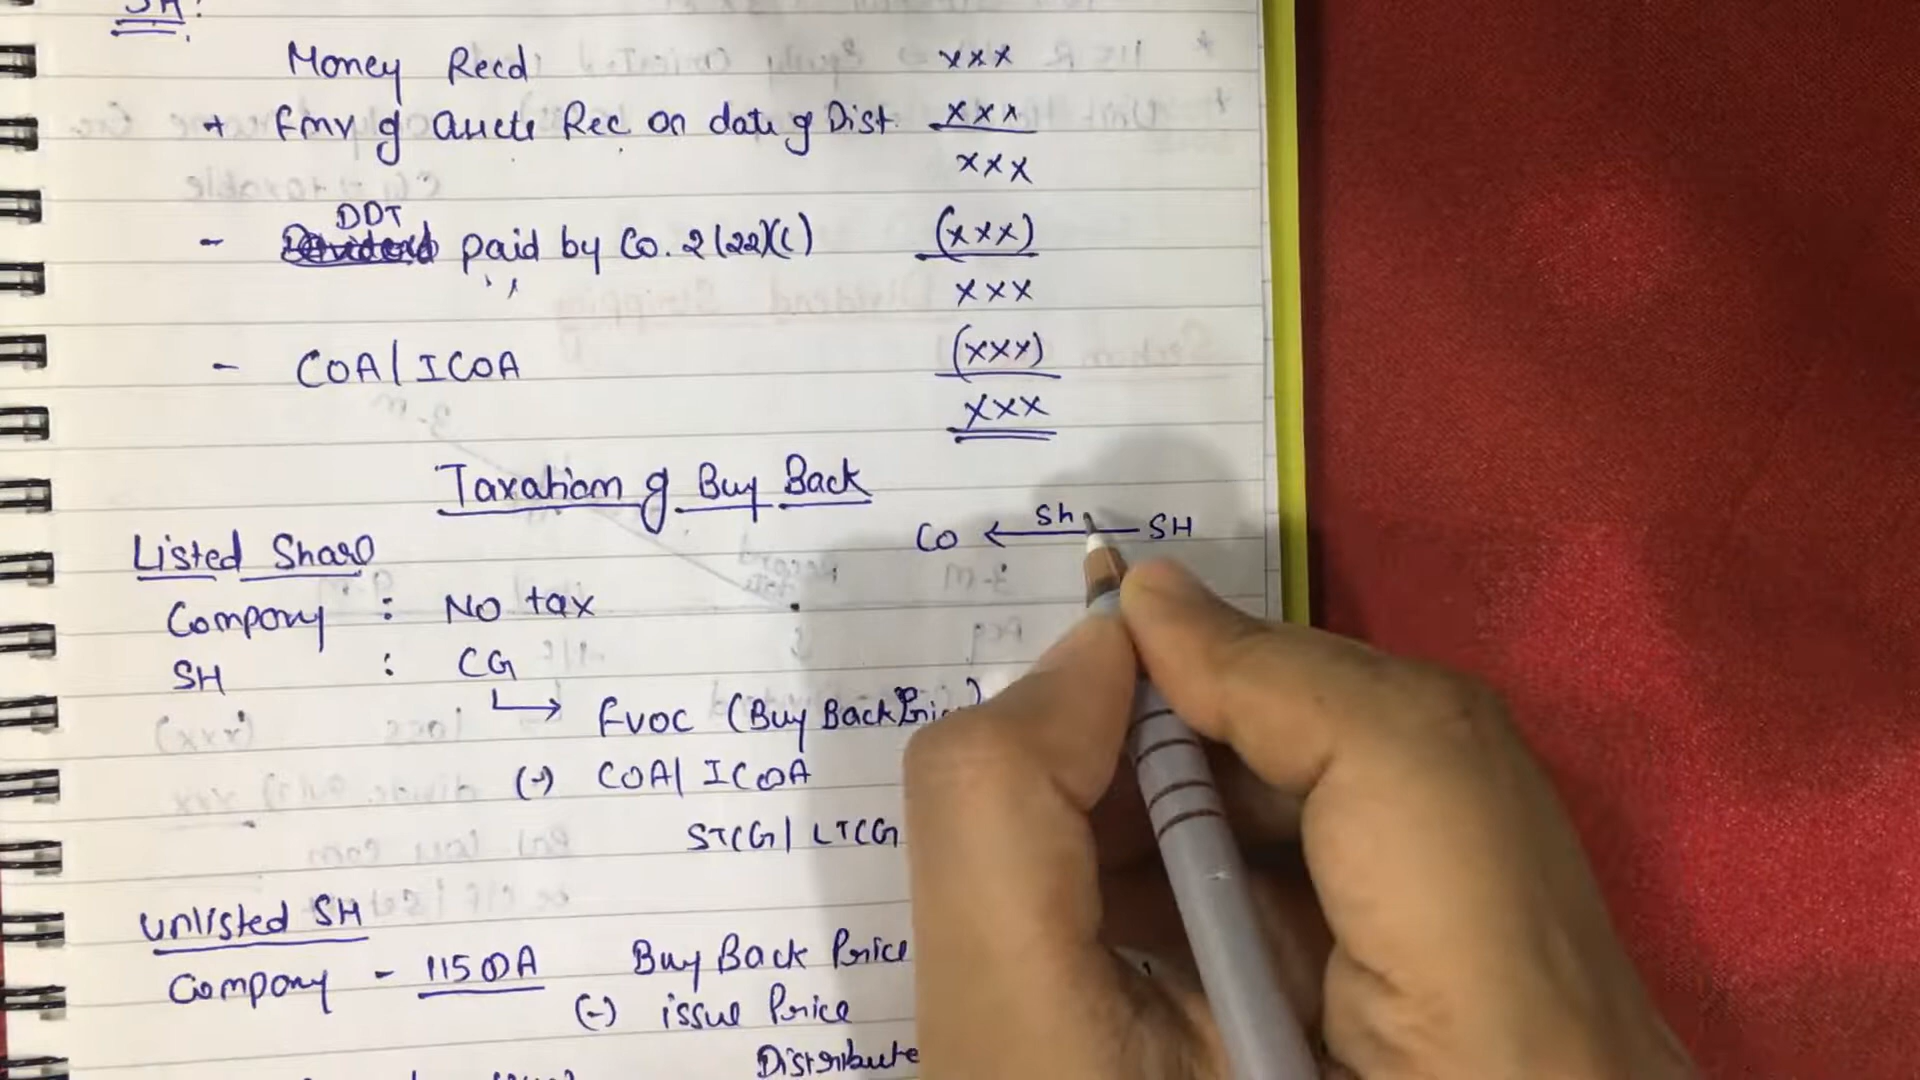 SH:
Money Recd xxx
+ Fmv of Assets Rec on date of Dist. xxx
xxx
DDT
- paid by Co. 2(22)(c) (xxx)
xxx
- COA/ICOA (xxx)
xxx
Taxation of Buy Back
Co ← Sh SH
Listed Share
Company : NO tax
SH : CG
↳ FVOC (Buy Back Price)
(-) COA/ICOA
STCG/LTCG
Unlisted SH
Company - 115QA Buy Back Price
(-) issue Price
Distribute